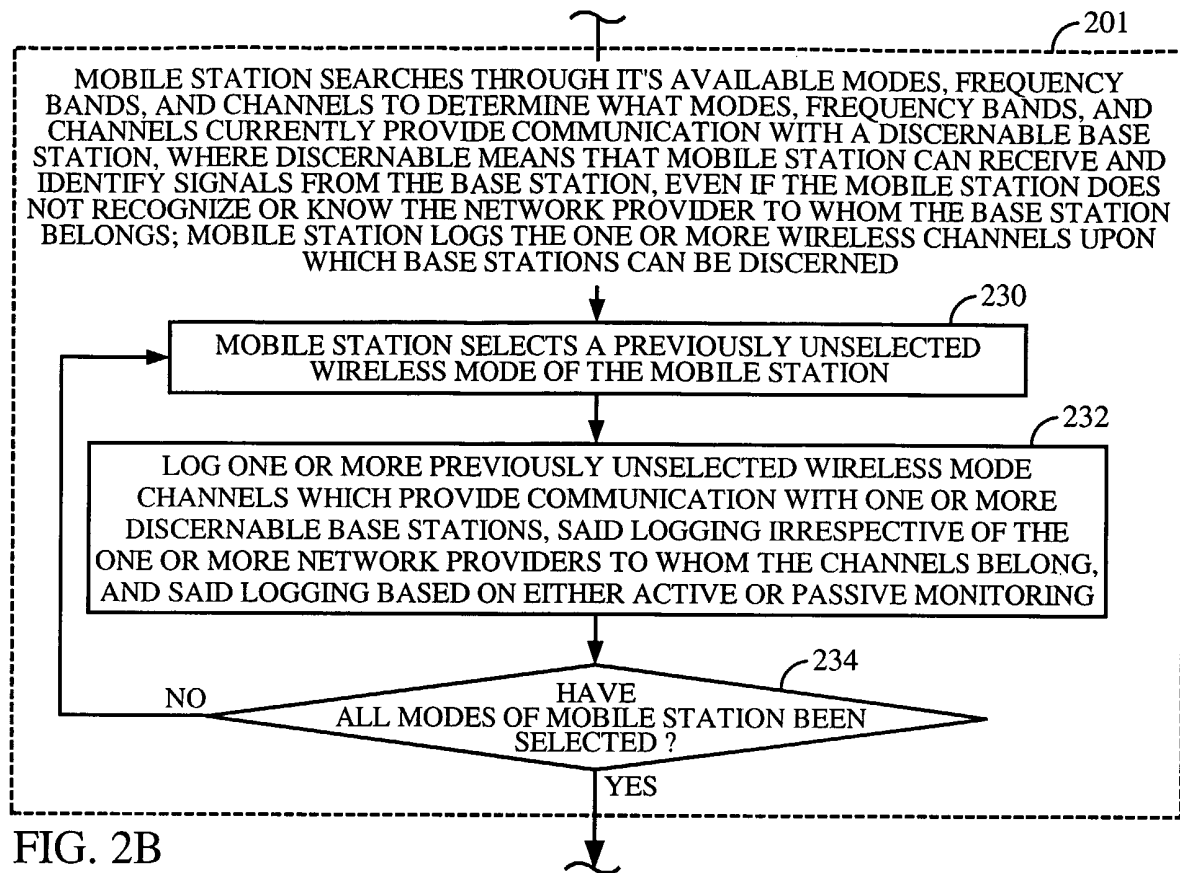 201
MOBILE STATION SEARCHES THROUGH IT'S AVAILABLE MODES, FREQUENCY
BANDS, AND CHANNELS TO DETERMINE WHAT MODES, FREQUENCY BANDS, AND
CHANNELS CURRENTLY PROVIDE COMMUNICATION WITH A DISCERNABLE BASE
STATION, WHERE DISCERNABLE MEANS THAT MOBILE STATION CAN RECEIVE AND
IDENTIFY SIGNALS FROM THE BASE STATION, EVEN IF THE MOBILE STATION DOES
NOT RECOGNIZE OR KNOW THE NETWORK PROVIDER TO WHOM THE BASE STATION
BELONGS; MOBILE STATION LOGS THE ONE OR MORE WIRELESS CHANNELS UPON
WHICH BASE STATIONS CAN BE DISCERNED
230
MOBILE STATION SELECTS A PREVIOUSLY UNSELECTED
WIRELESS MODE OF THE MOBILE STATION
232
LOG ONE OR MORE PREVIOUSLY UNSELECTED WIRELESS MODE
CHANNELS WHICH PROVIDE COMMUNICATION WITH ONE OR MORE
DISCERNABLE BASE STATIONS, SAID LOGGING IRRESPECTIVE OF THE
ONE OR MORE NETWORK PROVIDERS TO WHOM THE CHANNELS BELONG,
AND SAID LOGGING BASED ON EITHER ACTIVE OR PASSIVE MONITORING
234
NO
HAVE
ALL MODES OF MOBILE STATION BEEN
SELECTED ?
YES
FIG. 2B